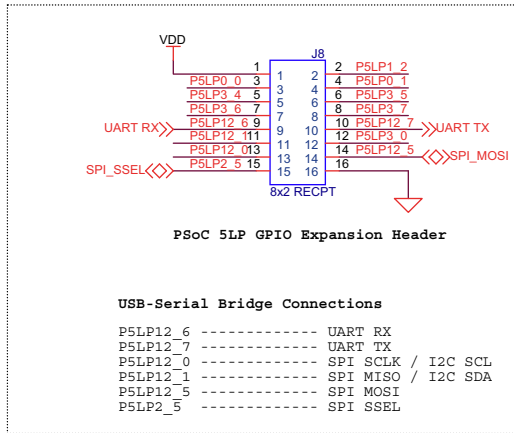 VDD
J8
1 1 2 2 P5LP1_2
P5LP0_0 3 3 4 4 P5LP0_1
P5LP3_4 5 5 6 6 P5LP3_5
P5LP3_6 7 7 8 8 P5LP3_7
UART RX P5LP12_6 9 9 10 10 P5LP12_7 UART TX
P5LP12_1 11 11 12 12 P5LP3_0
P5LP12_0 13 13 14 14 P5LP12_5 SPI_MOSI
SPI_SSEL P5LP2_5 15 15 16 16
8x2 RECPT
PSoC 5LP GPIO Expansion Header
USB-Serial Bridge Connections
P5LP12_6 ------------- UART RX
P5LP12_7 ------------- UART TX
P5LP12_0 ------------- SPI SCLK / I2C SCL
P5LP12_1 ------------- SPI MISO / I2C SDA
P5LP12_5 ------------- SPI MOSI
P5LP2_5 ------------- SPI SSEL